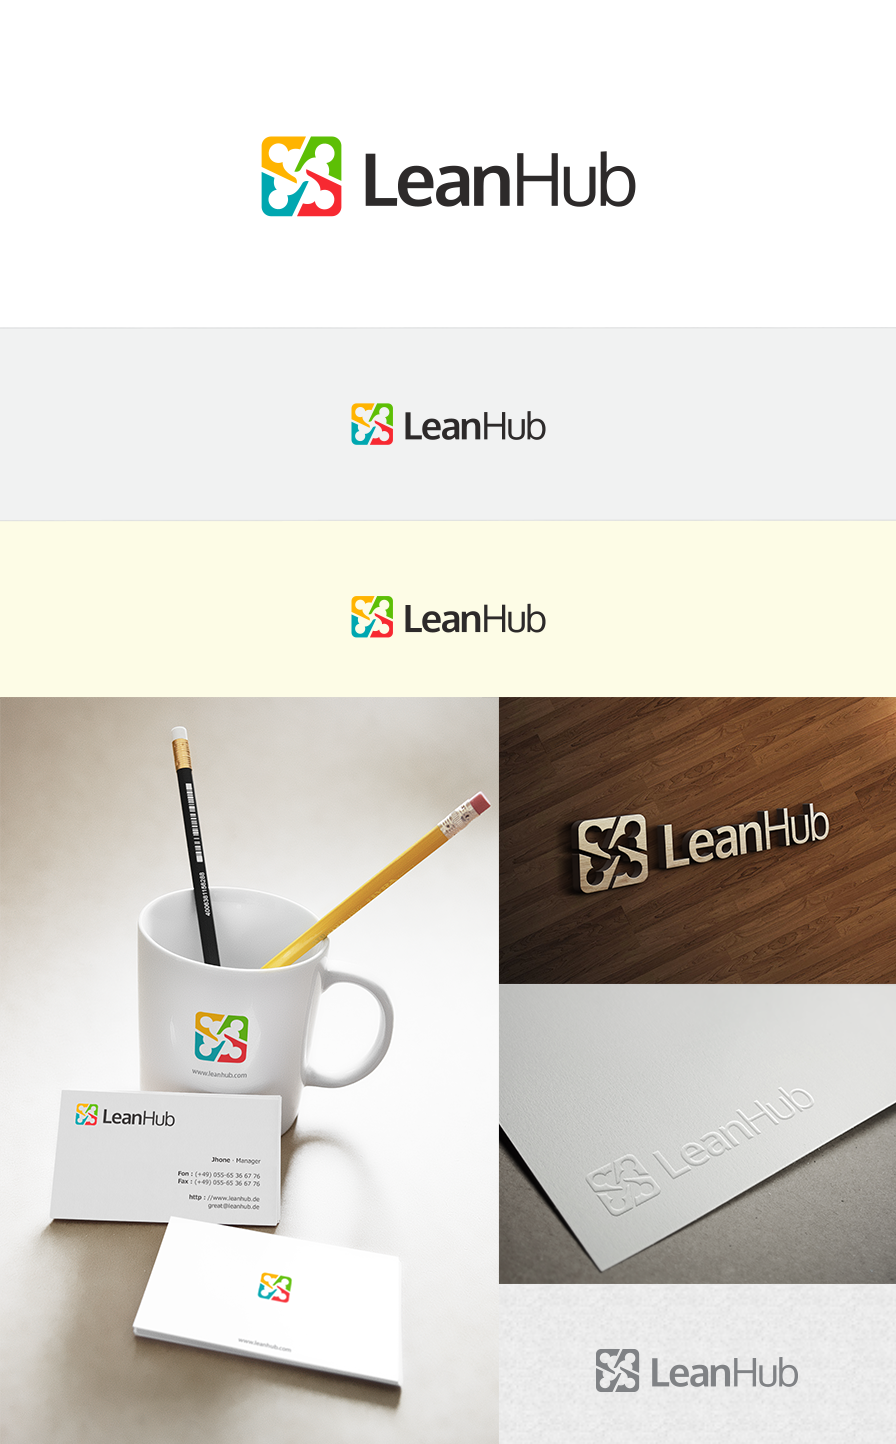 LeanHub
LeanHub
LeanHub
4006381156288
www.leanhub.com
LeanHub
Jhone - Manager
Fon : (+49) 055-65 36 67 76
Fax : (+49) 055-65 36 67 76
http : //www.leanhub.de
great@leanhub.de
www.leanhub.com
LeanHub
LeanHub
LeanHub